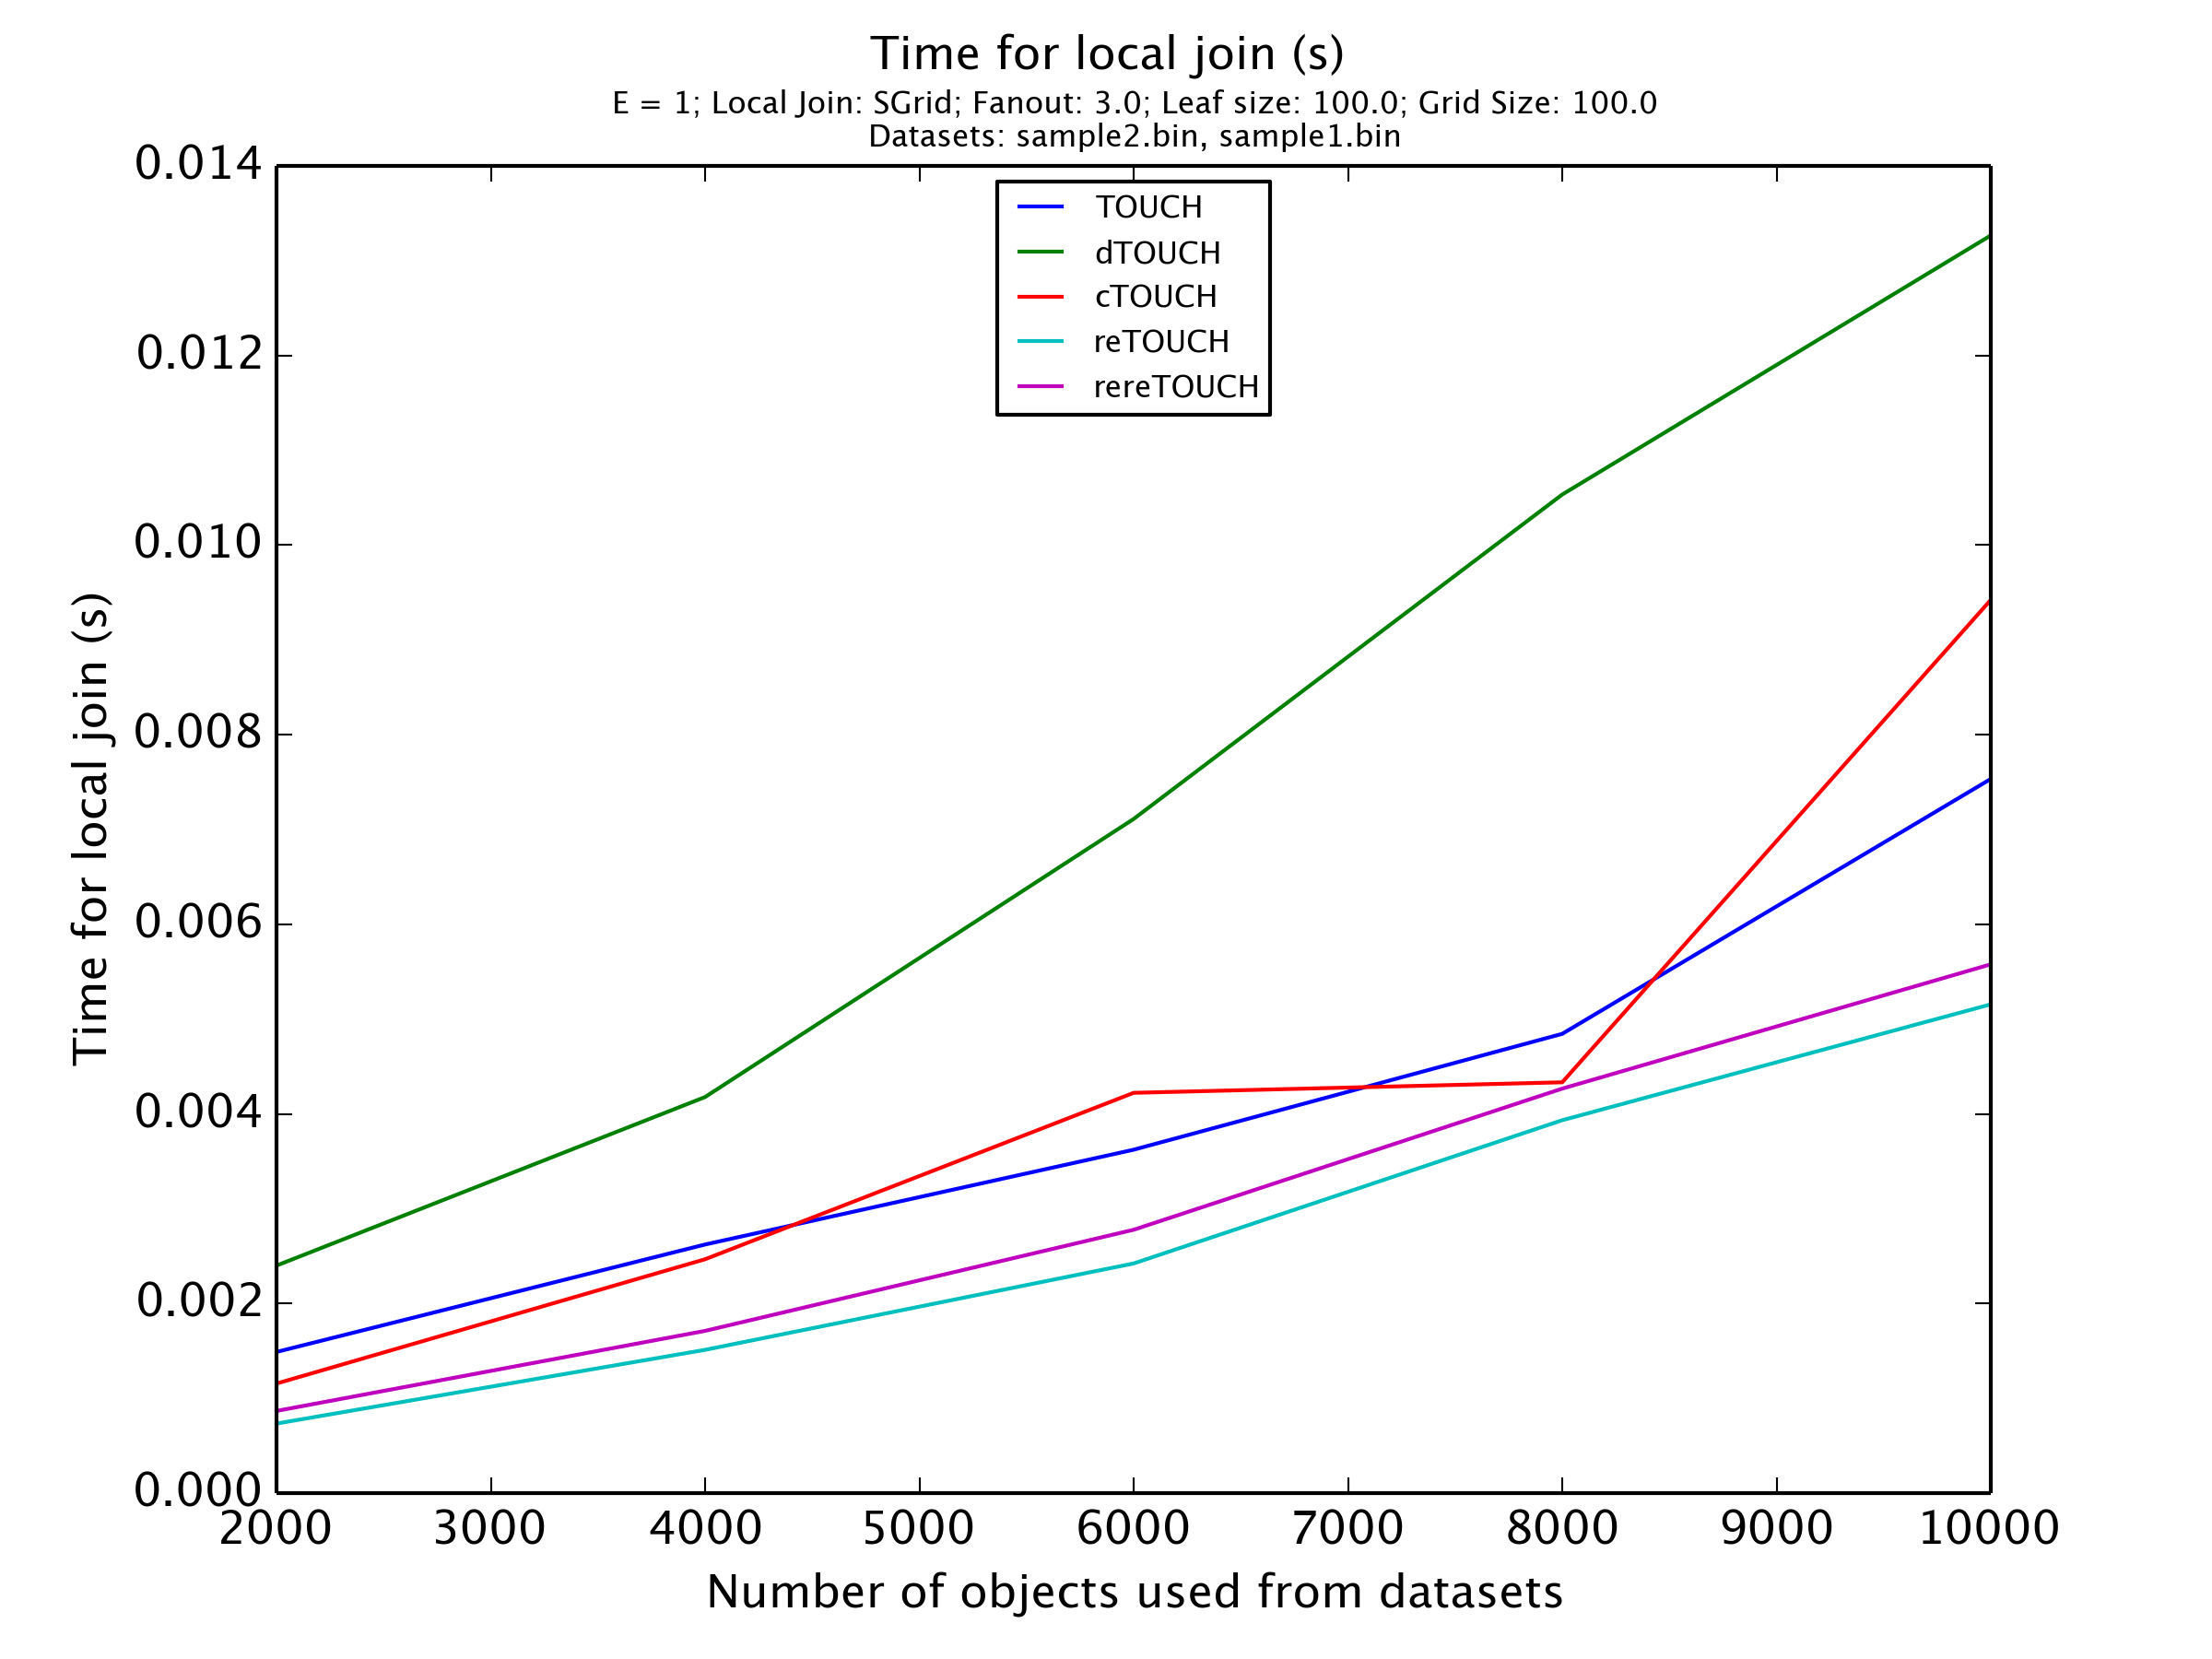 Time for local join (s)
E = 1; Local Join: SGrid; Fanout: 3.0; Leaf size: 100.0; Grid Size: 100.0
Datasets: sample2.bin, sample1.bin
TOUCH
dTOUCH
cTOUCH
reTOUCH
rereTOUCH
Time for local join (s)
0.014
0.012
0.010
0.008
0.006
0.004
0.002
0.000
2000 3000 4000 5000 6000 7000 8000 9000 10000
Number of objects used from datasets